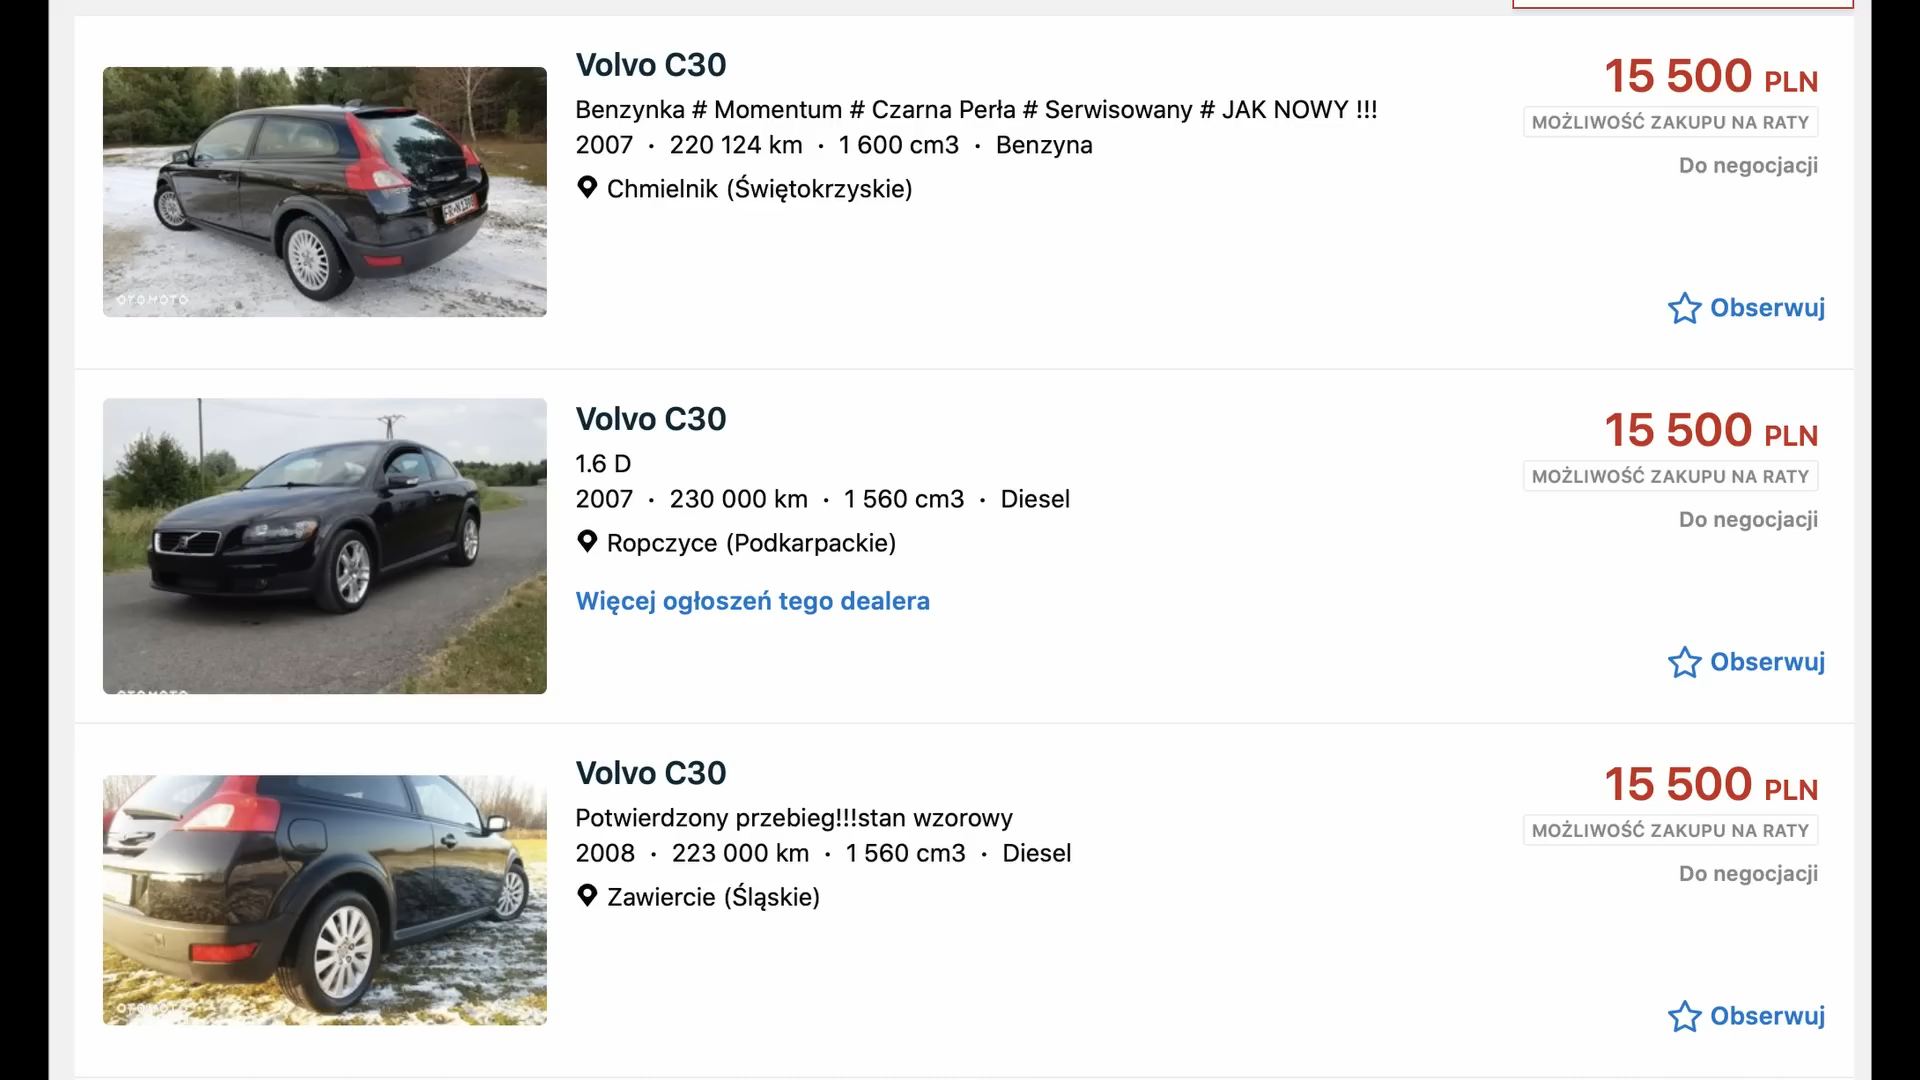 Volvo C30
15 500 PLN
Benzynka # Momentum # Czarna Perła # Serwisowany # JAK NOWY !!!
MOŻLIWOŚĆ ZAKUPU NA RATY
2007 · 220 124 km · 1 600 cm3 · Benzyna
Do negocjacji
Chmielnik (Świętokrzyskie)
OTOMOTO
Obserwuj
Volvo C30
15 500 PLN
1.6 D
MOŻLIWOŚĆ ZAKUPU NA RATY
2007 · 230 000 km · 1 560 cm3 · Diesel
Do negocjacji
Ropczyce (Podkarpackie)
Więcej ogłoszeń tego dealera
Obserwuj
OTOMOTO
Volvo C30
15 500 PLN
Potwierdzony przebieg!!!stan wzorowy
MOŻLIWOŚĆ ZAKUPU NA RATY
2008 · 223 000 km · 1 560 cm3 · Diesel
Do negocjacji
Zawiercie (Śląskie)
OTOMOTO
Obserwuj